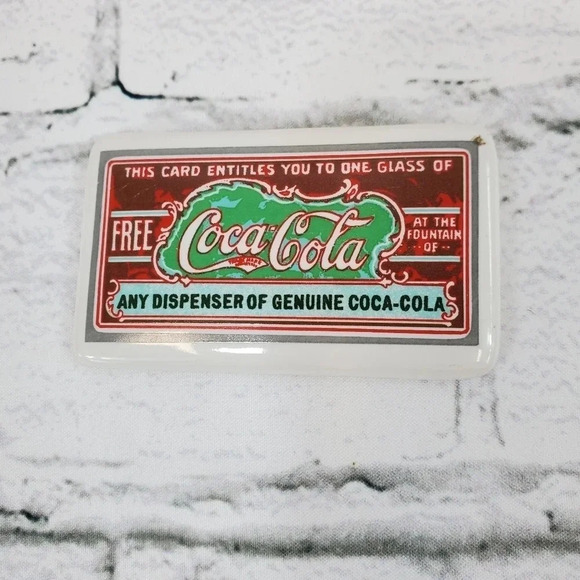 THIS CARD ENTITLES YOU TO ONE GLASS OF
FREE Coca-Cola AT THE
FOUNTAIN
OF
ANY DISPENSER OF GENUINE COCA-COLA